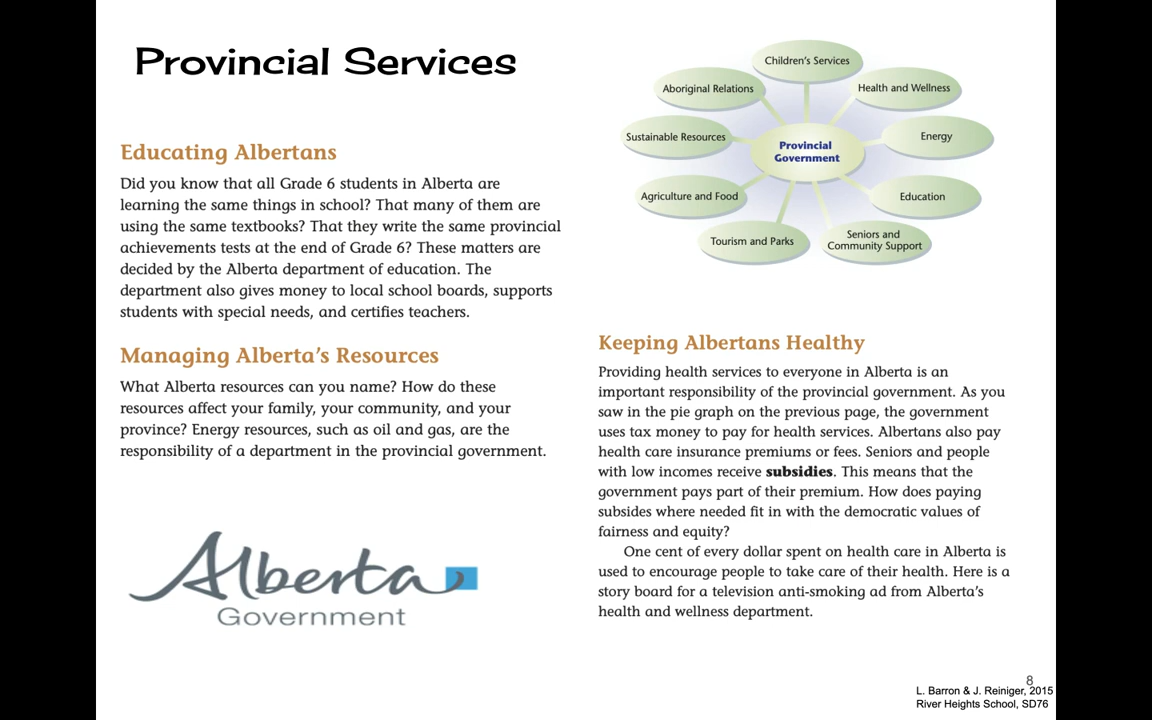 Provincial Services
Educating Albertans
Did you know that all Grade 6 students in Alberta are
learning the same things in school? That many of them are
using the same textbooks? That they write the same provincial
achievements tests at the end of Grade 6? These matters are
decided by the Alberta department of education. The
department also gives money to local school boards, supports
students with special needs, and certifies teachers.
Managing Alberta's Resources
What Alberta resources can you name? How do these
resources affect your family, your community, and your
province? Energy resources, such as oil and gas, are the
responsibility of a department in the provincial government.
Alberta
Government
Children's Services
Aboriginal Relations
Health and Wellness
Sustainable Resources
Energy
Provincial
Government
Agriculture and Food
Education
Tourism and Parks
Seniors and
Community Support
Keeping Albertans Healthy
Providing health services to everyone in Alberta is an
important responsibility of the provincial government. As you
saw in the pie graph on the previous page, the government
uses tax money to pay for health services. Albertans also pay
health care insurance premiums or fees. Seniors and people
with low incomes receive subsidies. This means that the
government pays part of their premium. How does paying
subsides where needed fit in with the democratic values of
fairness and equity?
One cent of every dollar spent on health care in Alberta is
used to encourage people to take care of their health. Here is a
story board for a television anti-smoking ad from Alberta's
health and wellness department.
8
L. Barron & J. Reiniger, 2015
River Heights School, SD76